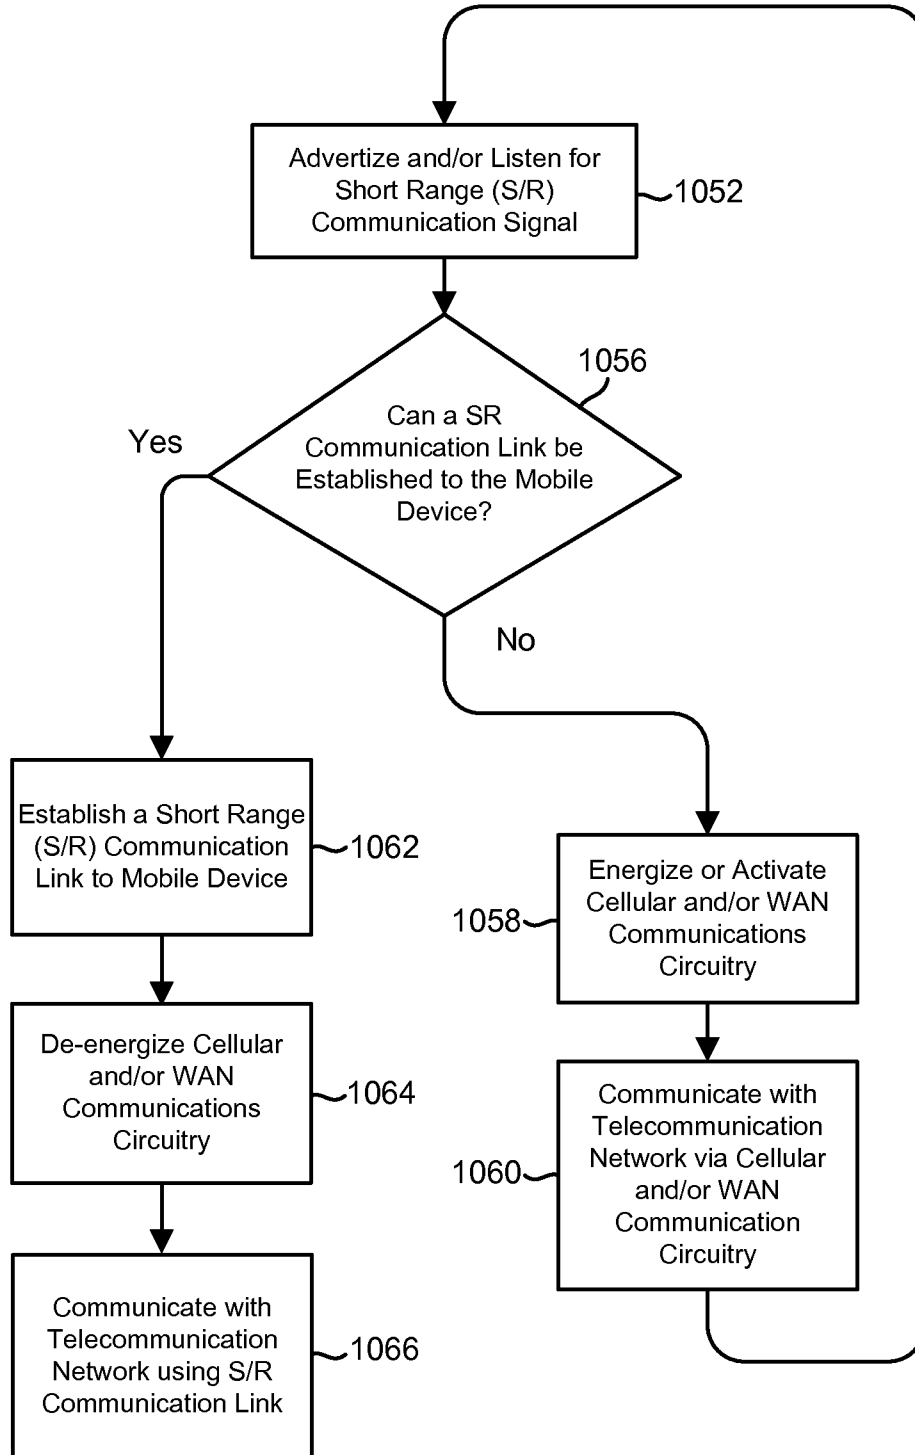 Advertize and/or Listen for
Short Range (S/R)
Communication Signal
1052
1056
Can a SR
Communication Link be
Established to the Mobile
Device?
Yes
No
Establish a Short Range
(S/R) Communication
Link to Mobile Device
1062
Energize or Activate
Cellular and/or WAN
Communications
Circuitry
1058
De-energize Cellular
and/or WAN
Communications
Circuitry
1064
Communicate with
Telecommunication
Network via Cellular
and/or WAN
Communication
Circuitry
1060
Communicate with
Telecommunication
Network using S/R
Communication Link
1066